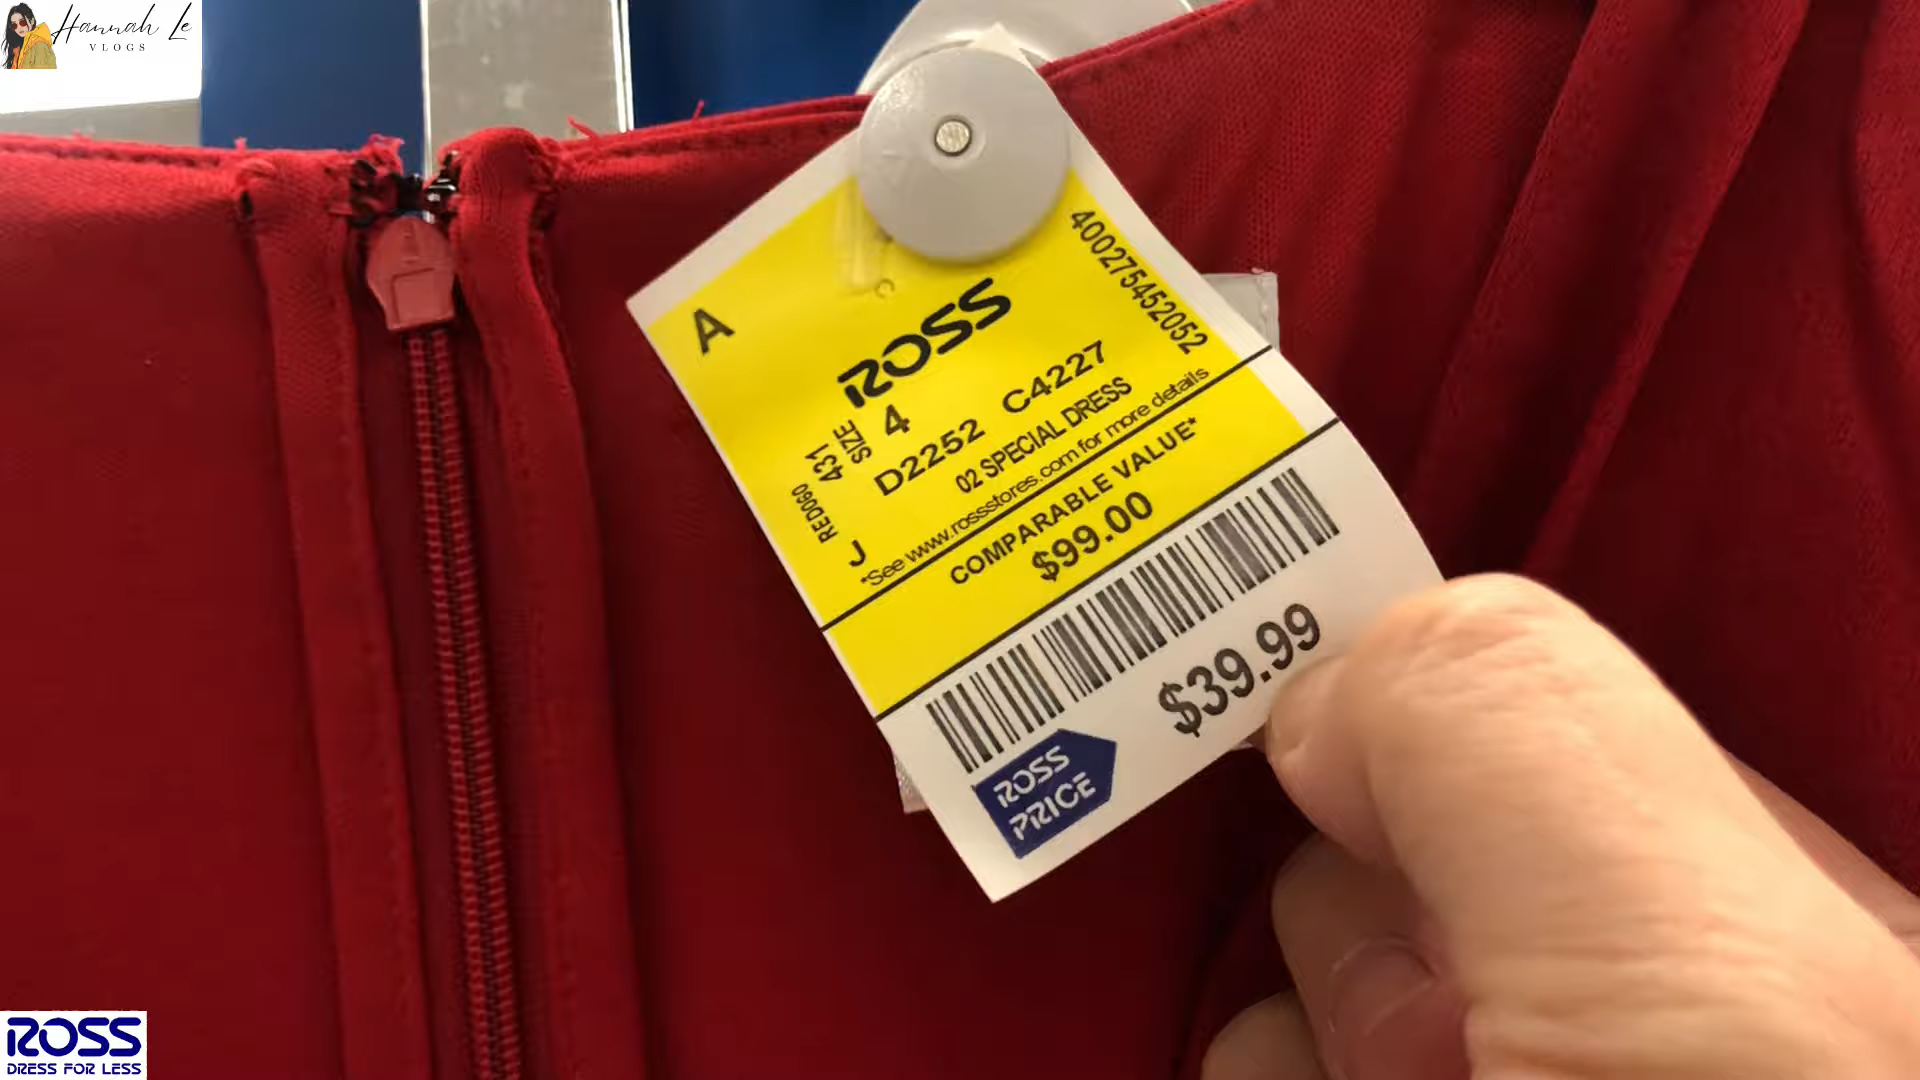 Hannah Le
VLOGS
A
ROSS
400275452052
SIZE 4
431
RED060
J
D2252 C4227
02 SPECIAL DRESS
*See www.rossstores.com for more details
COMPARABLE VALUE*
$99.00
$39.99
ROSS
PRICE
ROSS
DRESS FOR LESS